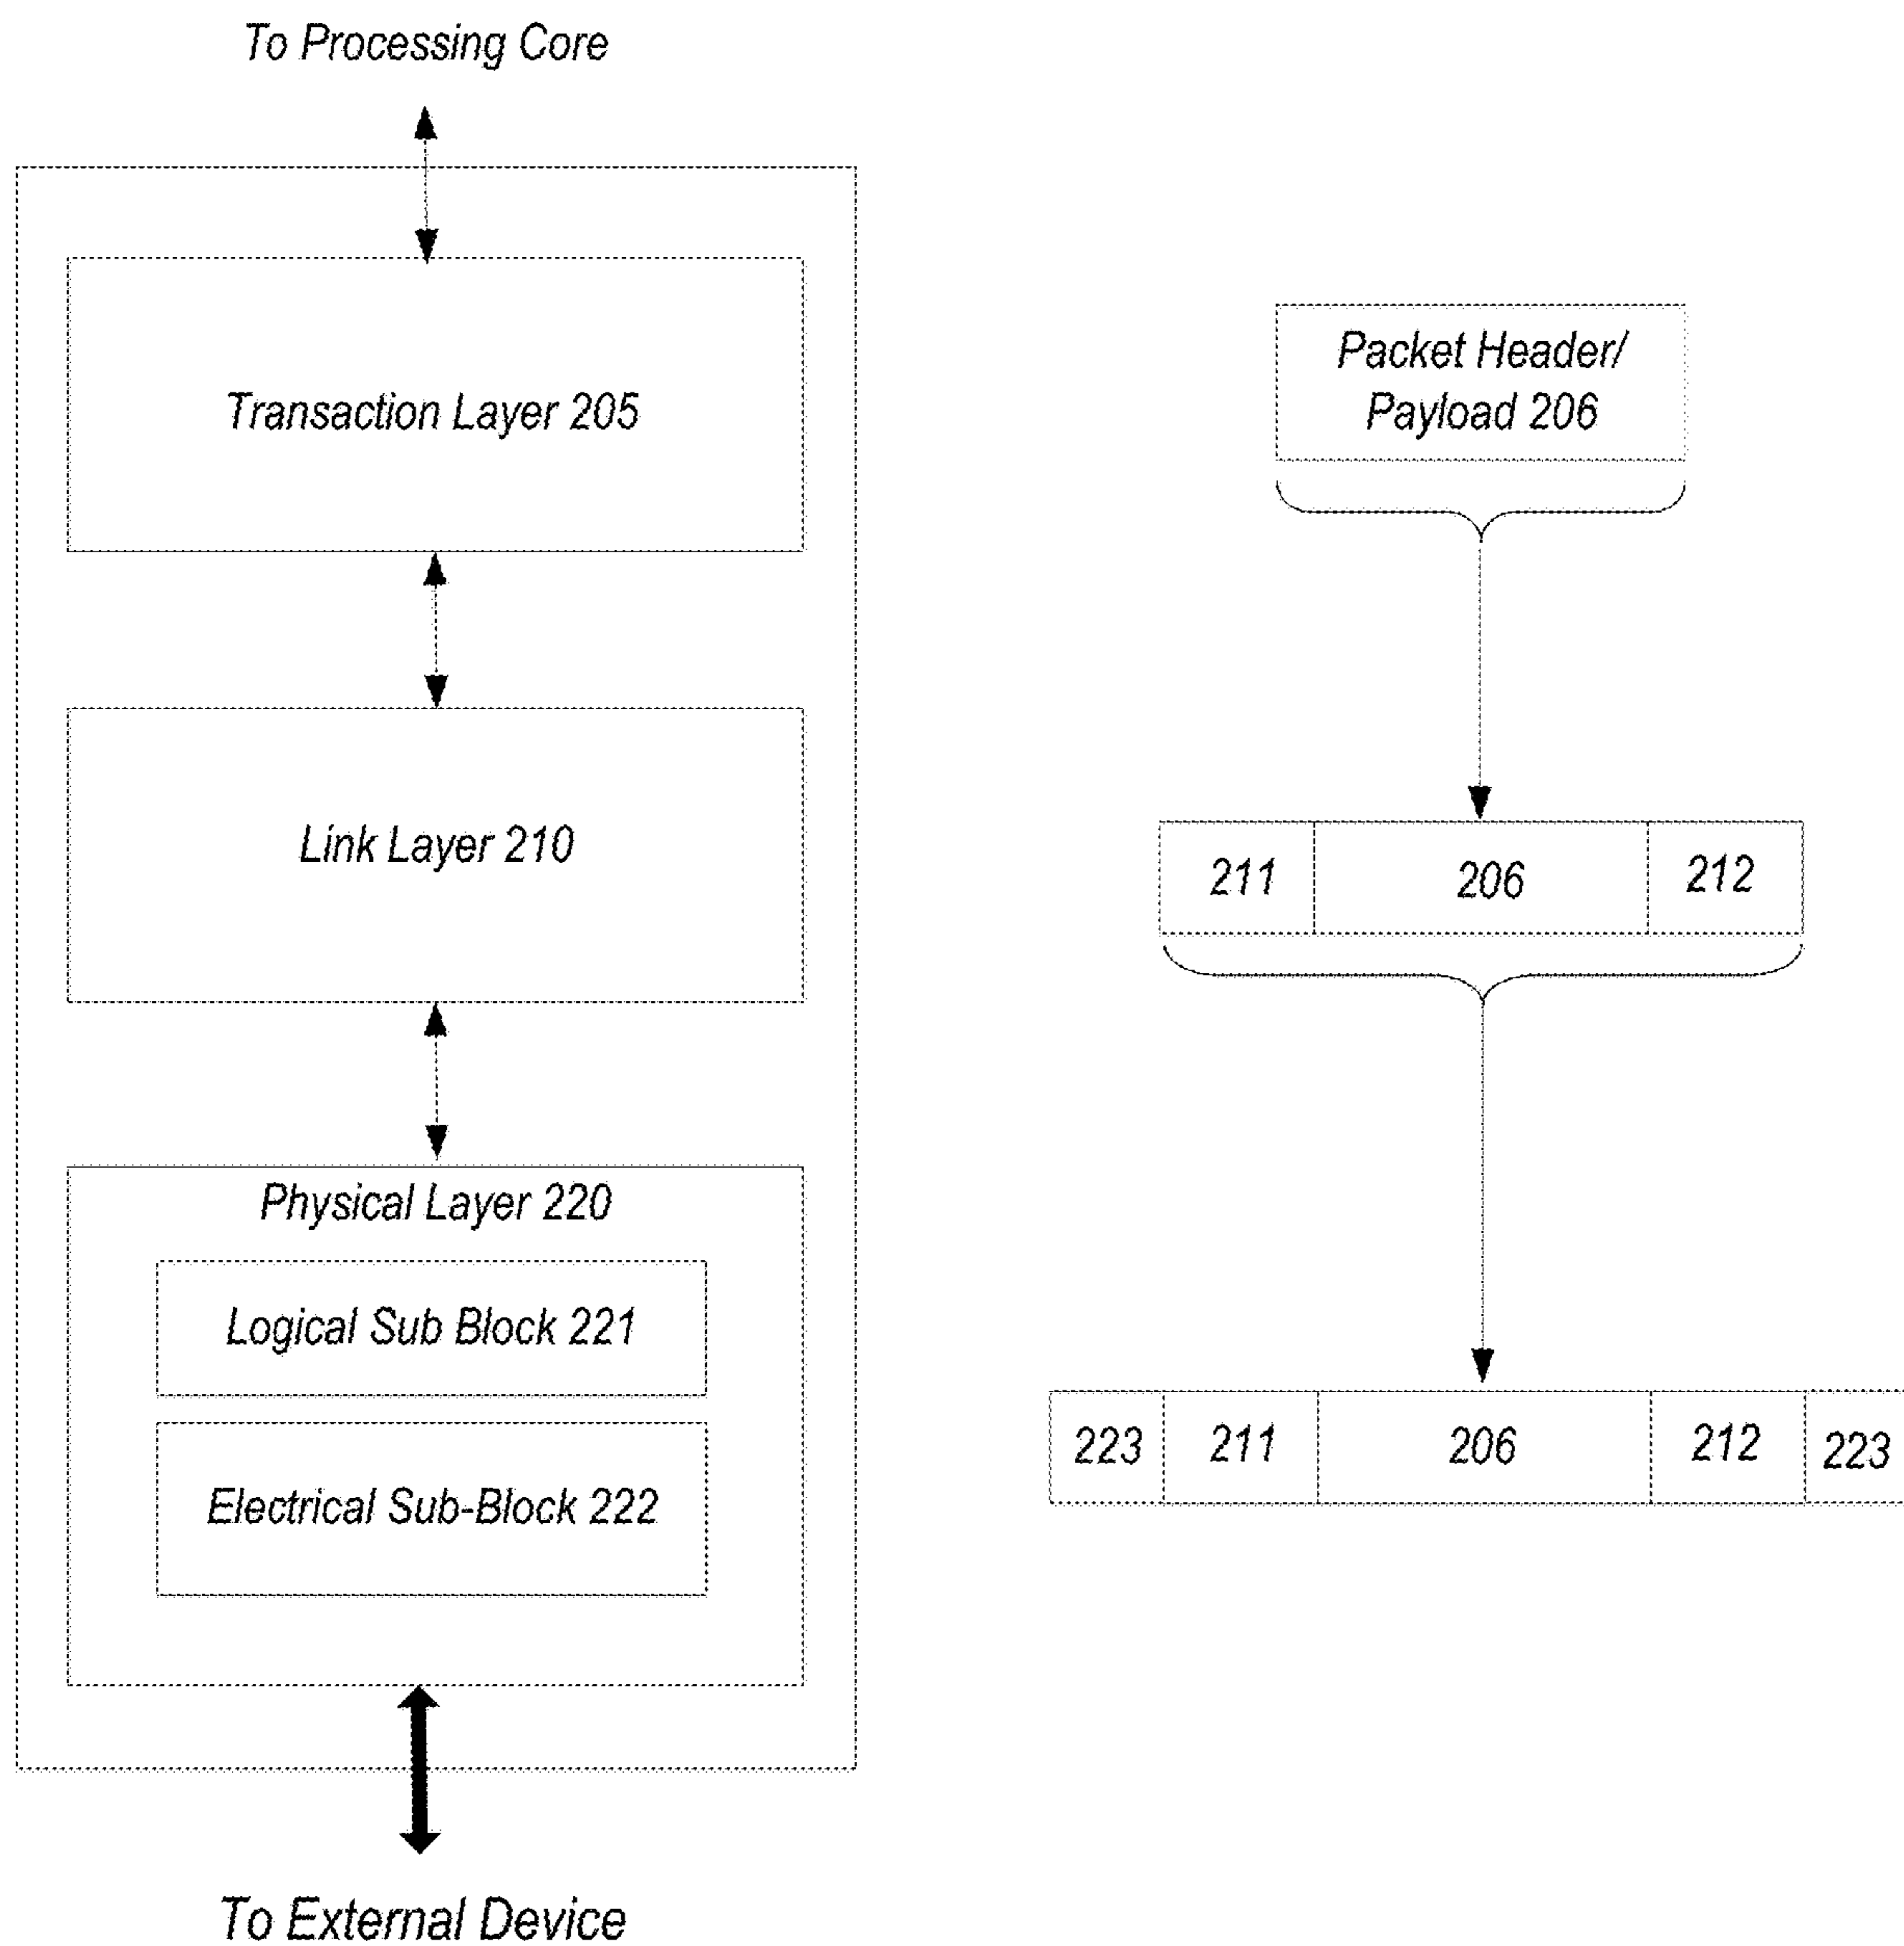 To Processing Core
Transaction Layer 205
Packet Header/
Payload 206
Link Layer 210
211 206 212
Physical Layer 220
Logical Sub Block 221
Electrical Sub-Block 222
223 211 206 212 223
To External Device